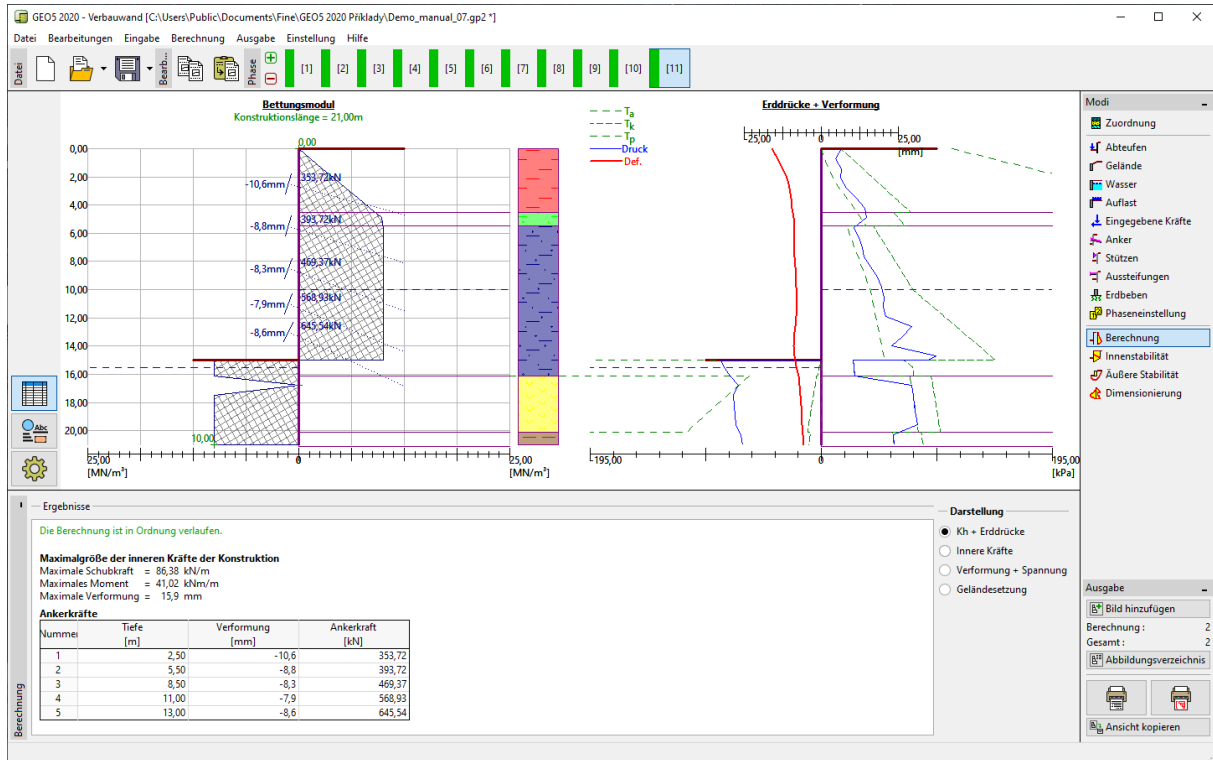 GEO5 2020 - Verbauwand [C:\Users\Public\Documents\Fine\GEO5 2020 Příklady\Demo_manual_07.gp2 *]
Datei Bearbeitungen Eingabe Berechnung Ausgabe Einstellung Hilfe
Datei Bearb... Phase [1] [2] [3] [4] [5] [6] [7] [8] [9] [10] [11]
Bettungsmodul
Konstruktionslänge = 21,00m
0,00
0,00
2,00
4,00
6,00
8,00
10,00
12,00
14,00
16,00
18,00
20,00
-10,6mm 353,72kN
-8,8mm 393,72kN
-8,3mm 469,37kN
-7,9mm 568,93kN
-8,6mm 645,54kN
10,00
25,00 0 25,00
[MN/m³] [MN/m³]
Ta
Tk
Tp
Druck
Def.
Erddrücke + Verformung
-25,00 0 25,00
[mm]
-195,00 0 195,00
[kPa]
Modi
Zuordnung
Abteufen
Gelände
Wasser
Auflast
Eingegebene Kräfte
Anker
Stützen
Aussteifungen
Erdbeben
Phaseneinstellung
Berechnung
Innenstabilität
Äußere Stabilität
Dimensionierung
Abc
Berechnung
Ergebnisse
Die Berechnung ist in Ordnung verlaufen.
Maximalgröße der inneren Kräfte der Konstruktion
Maximale Schubkraft = 86,38 kN/m
Maximales Moment = 41,02 kNm/m
Maximale Verformung = 15,9 mm
Ankerkräfte
Nummer Tiefe Verformung Ankerkraft
[m] [mm] [kN]
1 2,50 -10,6 353,72
2 5,50 -8,8 393,72
3 8,50 -8,3 469,37
4 11,00 -7,9 568,93
5 13,00 -8,6 645,54
Darstellung
Kh + Erddrücke
Innere Kräfte
Verformung + Spannung
Geländesetzung
Ausgabe
Bild hinzufügen
Berechnung : 2
Gesamt : 2
Abbildungsverzeichnis
Ansicht kopieren